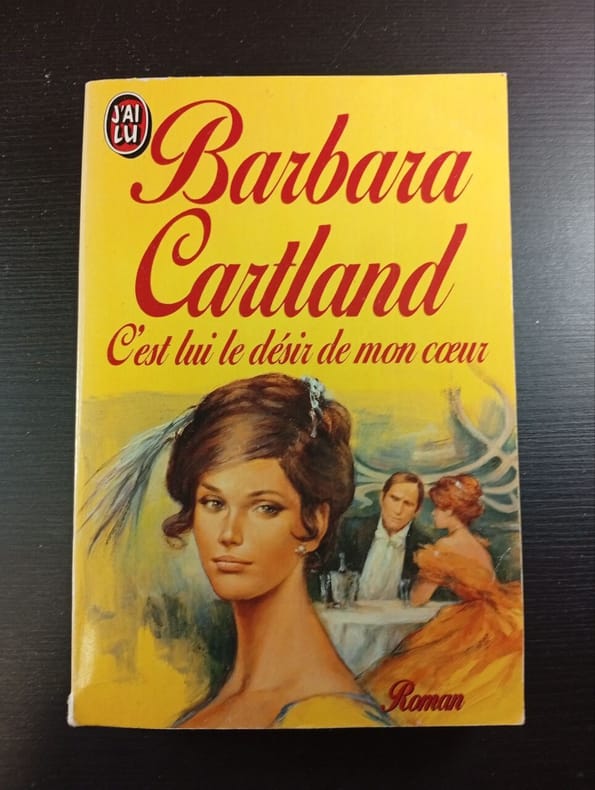 J'AI
LU
Barbara
Cartland
C'est lui le désir de mon cœur
Roman